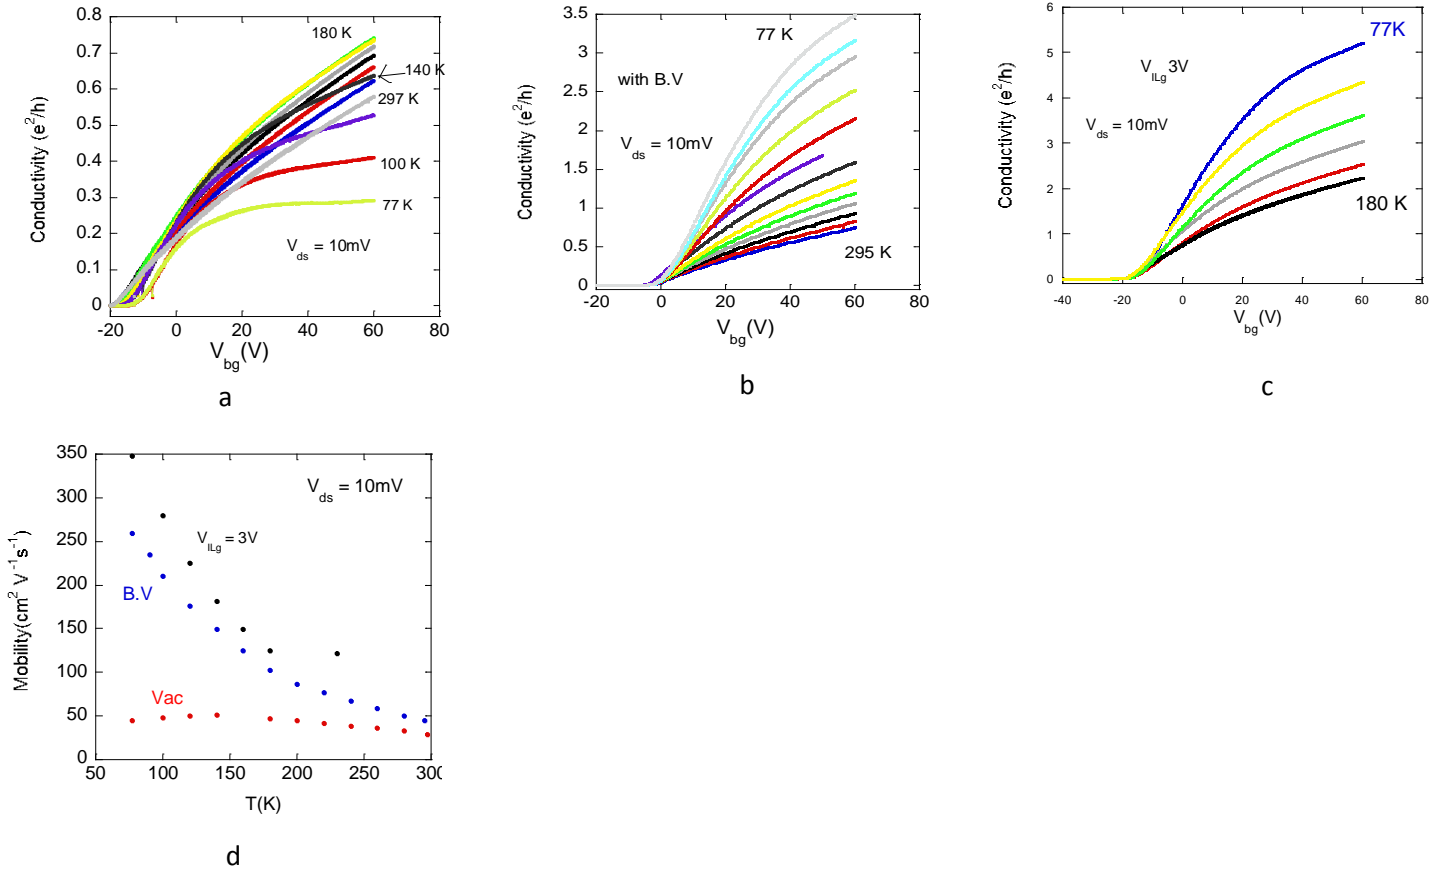 0.8
0.7
0.6
0.5
0.4
0.3
0.2
0.1
0
Conductivity (e²/h)
180 K
140 K
297 K
100 K
77 K
V_ds = 10mV
-20 0 20 40 60 80
V_bg(V)
a
3.5
3
2.5
2
1.5
1
0.5
0
Conductivity (e²/h)
77 K
with B.V
V_ds = 10mV
295 K
-20 0 20 40 60 80
V_bg(V)
b
6
5
4
3
2
1
0
Conductivity (e²/h)
77K
V_ILg 3V
V_ds = 10mV
180 K
-40 -20 0 20 40 60 80
V_bg(V)
c
350
300
250
200
150
100
50
0
Mobility(cm² V⁻¹s⁻¹)
V_ds = 10mV
V_ILg = 3V
B.V
Vac
50 100 150 200 250 300
T(K)
d